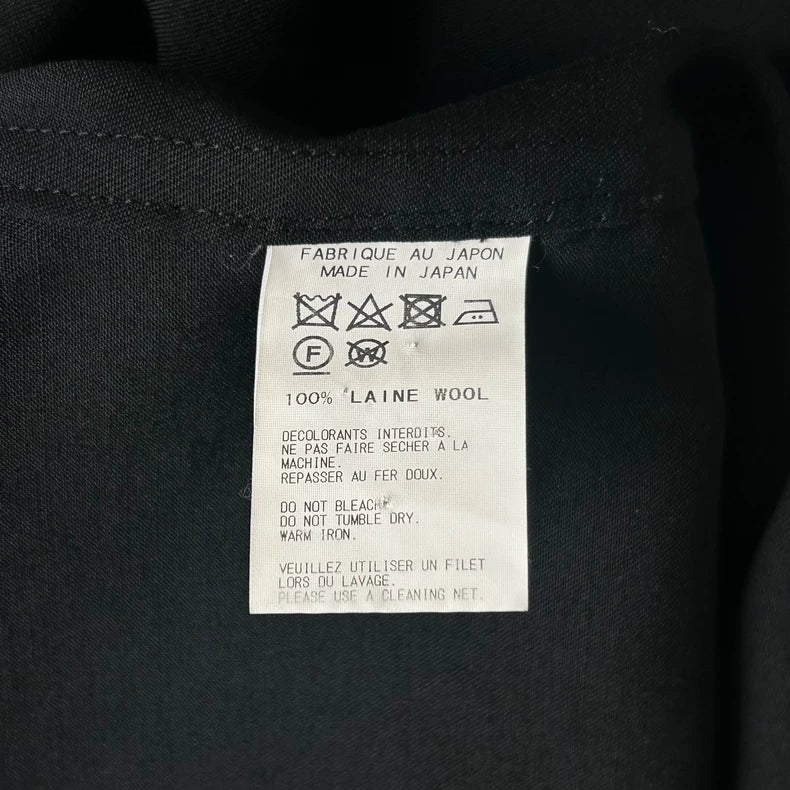 FABRIQUE AU JAPON
MADE IN JAPAN
F W
100% LAINE WOOL
DECOLORANTS INTERDITS.
NE PAS FAIRE SECHER A LA
MACHINE.
REPASSER AU FER DOUX.
DO NOT BLEACH.
DO NOT TUMBLE DRY.
WARM IRON.
VEUILLEZ UTILISER UN FILET
LORS DU LAVAGE.
PLEASE USE A CLEANING NET.